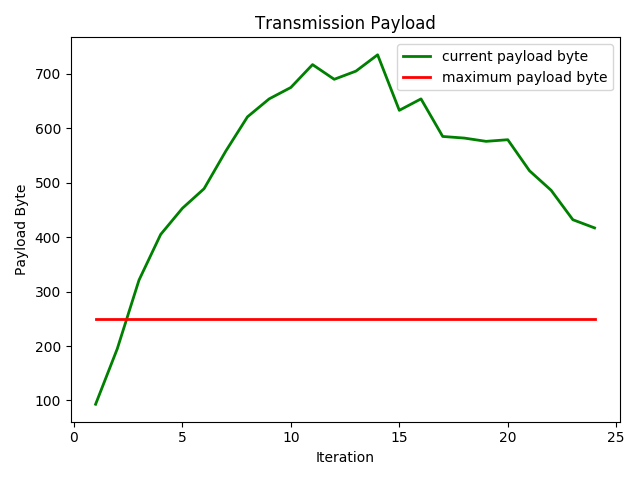 Transmission Payload
current payload byte
maximum payload byte
Payload Byte
700
600
500
400
300
200
100
0 5 10 15 20 25
Iteration